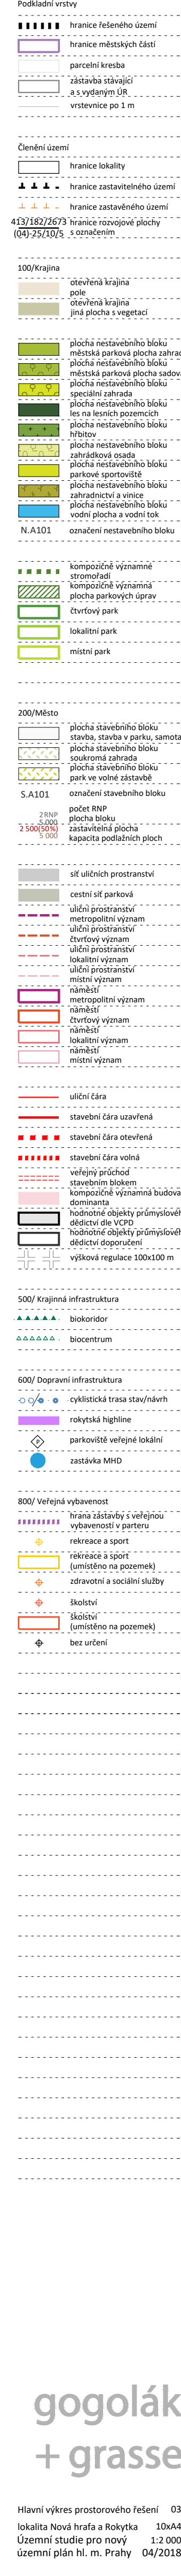 Podkladní vrstvy
hranice řešeného území
hranice městských částí
parcelní kresba
zástavba stávající
a s vydaným ÚR
vrstevnice po 1 m
Členění území
hranice lokality
hranice zastavitelného území
hranice zastavěného území
413/182/2673 hranice rozvojové plochy
(04)-25/10/5 s označením
100/Krajina
otevřená krajina
pole
otevřená krajina
jiná plocha s vegetací
plocha nestavebního bloku
městská parková plocha zahrad
plocha nestavebního bloku
městská parková plocha sadov
plocha nestavebního bloku
speciální zahrada
plocha nestavebního bloku
les na lesních pozemcích
plocha nestavebního bloku
hřbitov
plocha nestavebního bloku
zahrádková osada
plocha nestavebního bloku
parkové sportoviště
plocha nestavebního bloku
zahradnictví a vinice
plocha nestavebního bloku
vodní plocha a vodní tok
N.A101 označení nestavebního bloku
kompozičně významné
stromořadí
kompozičně významná
plocha parkových úprav
čtvrťový park
lokalitní park
místní park
200/Město
plocha stavebního bloku
stavba, stavba v parku, samota
plocha stavebního bloku
soukromá zahrada
plocha stavebního bloku
park ve volné zástavbě
S.A101 označení stavebního bloku
2RNP počet RNP
5 000 plocha bloku
2 500(50%) zastavitelná plocha
5 000 kapacita podlažních ploch
síť uličních prostranství
cestní síť parková
uliční prostranství
metropolitní význam
uliční prostranství
čtvrťový význam
uliční prostranství
lokalitní význam
uliční prostranství
místní význam
náměstí
metropolitní význam
náměstí
čtvrťový význam
náměstí
lokalitní význam
náměstí
místní význam
uliční čára
stavební čára uzavřená
stavební čára otevřená
stavební čára volná
veřejný průchod
stavebním blokem
kompozičně významná budova
dominanta
hodnotné objekty průmyslovéh
dědictví dle VCPD
hodnotné objekty průmyslovéh
dědictví doporučení
výšková regulace 100x100 m
500/ Krajinná infrastruktura
biokoridor
biocentrum
600/ Dopravní infrastruktura
cyklistická trasa stav/návrh
rokytská highline
P parkoviště veřejné lokální
zastávka MHD
800/ Veřejná vybavenost
hrana zástavby s veřejnou
vybaveností v parteru
rekreace a sport
rekreace a sport
(umístěno na pozemek)
zdravotní a sociální služby
školství
školství
(umístěno na pozemek)
bez určení
gogolák
+ grasse
Hlavní výkres prostorového řešení 03
lokalita Nová hrafa a Rokytka 10xA4
Územní studie pro nový 1:2 000
územní plán hl. m. Prahy 04/2018